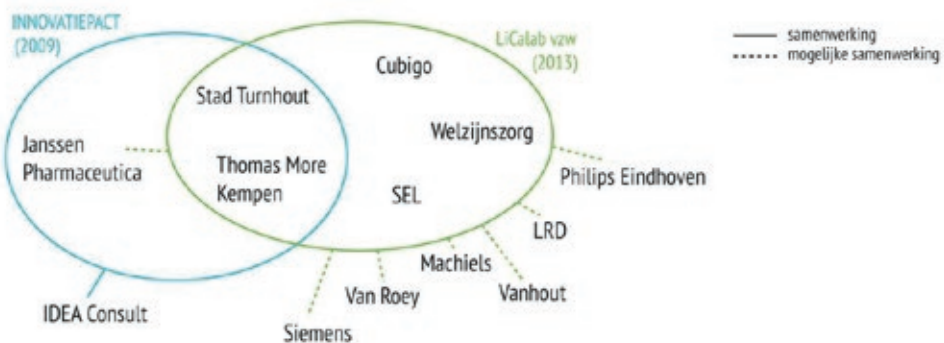 INNOVATIEPACT
(2009)
LiCalab vzw
(2013)
samenwerking
mogelijke samenwerking
Cubigo
Stad Turnhout
Welzijnszorg
Janssen
Pharmaceutica
Thomas More
Kempen
Philips Eindhoven
SEL
LRD
Machiels
Vanhout
Van Roey
IDEA Consult
Siemens